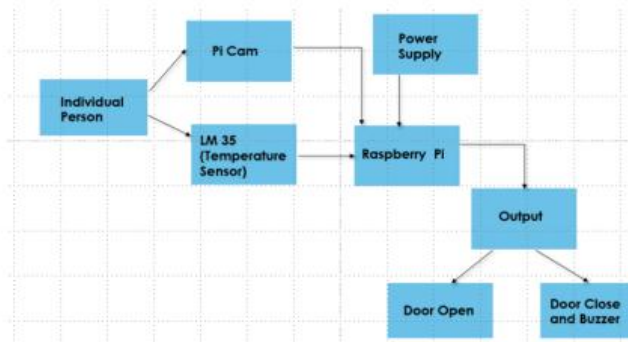 Pi Cam
Power
Supply
Individual
Person
LM 35
(Temperature
Sensor)
Raspberry Pi
Output
Door Open
Door Close
and Buzzer